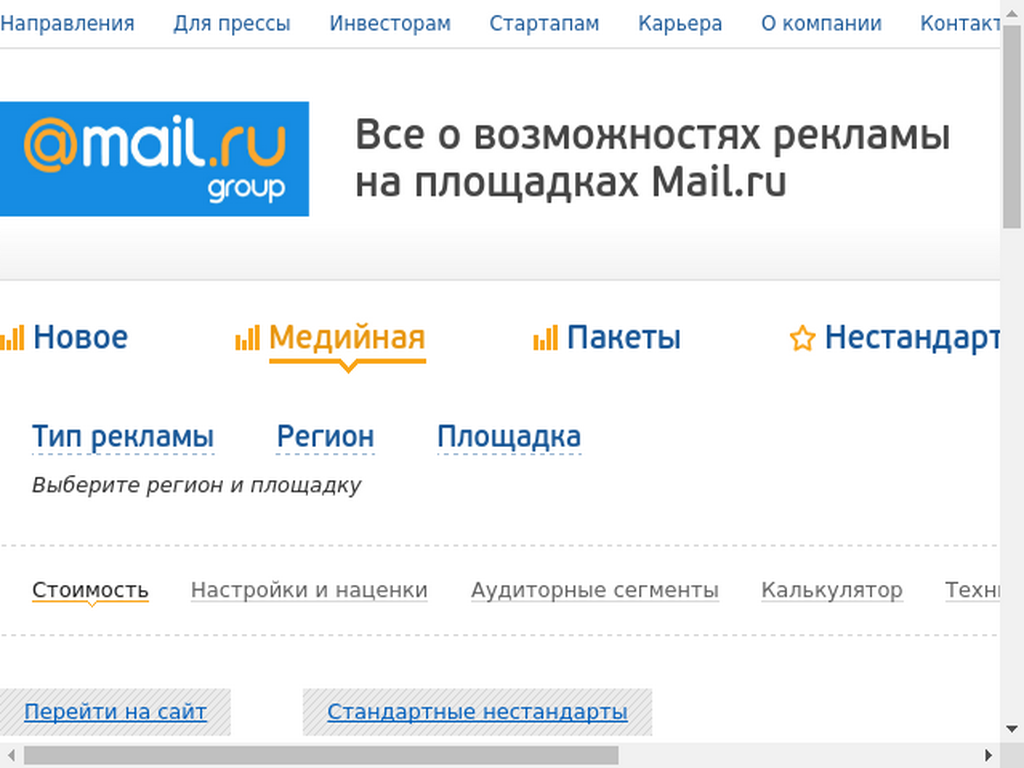 Направления Для прессы Инвесторам Стартапам Карьера О компании Контакт
@mail.ru
group
Все о возможностях рекламы
на площадках Mail.ru
Новое Медийная Пакеты Нестандарт
Тип рекламы Регион Площадка
Выберите регион и площадку
Стоимость Настройки и наценки Аудиторные сегменты Калькулятор Техн
Перейти на сайт Стандартные нестандарты